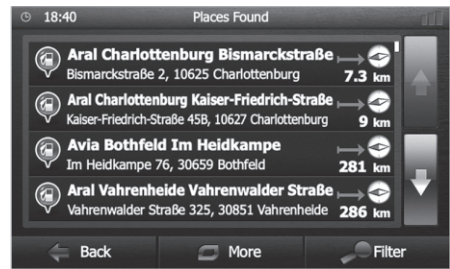 18:40 Places Found
Aral Charlottenburg Bismarckstraße
Bismarckstraße 2, 10625 Charlottenburg 7.3 km
Aral Charlottenburg Kaiser-Friedrich-Straße
Kaiser-Friedrich-Straße 45B, 10627 Charlottenburg 9 km
Avia Bothfeld Im Heidkampe
Im Heidkampe 76, 30659 Bothfeld 281 km
Aral Vahrenheide Vahrenwalder Straße
Vahrenwalder Straße 325, 30851 Vahrenheide 286 km
Back More Filter